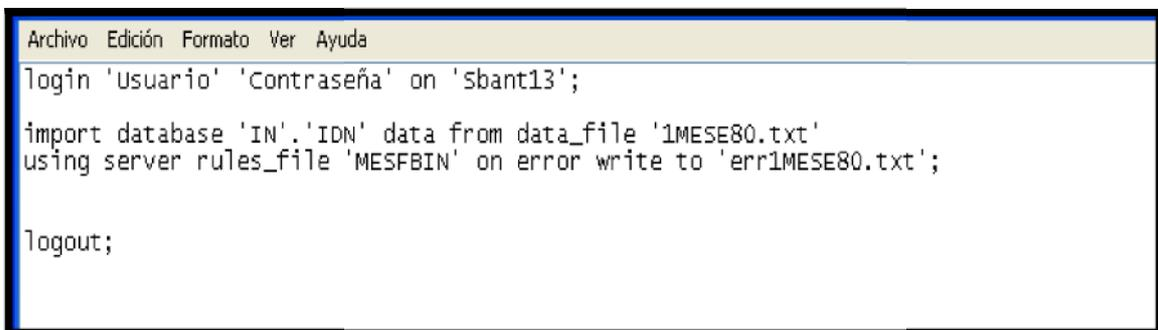 Archivo Edición Formato Ver Ayuda
login 'Usuario' 'Contraseña' on 'Sbant13';
import database 'IN'.'IDN' data from data_file '1MESE80.txt'
using server rules_file 'MESFBIN' on error write to 'err1MESE80.txt';
logout;